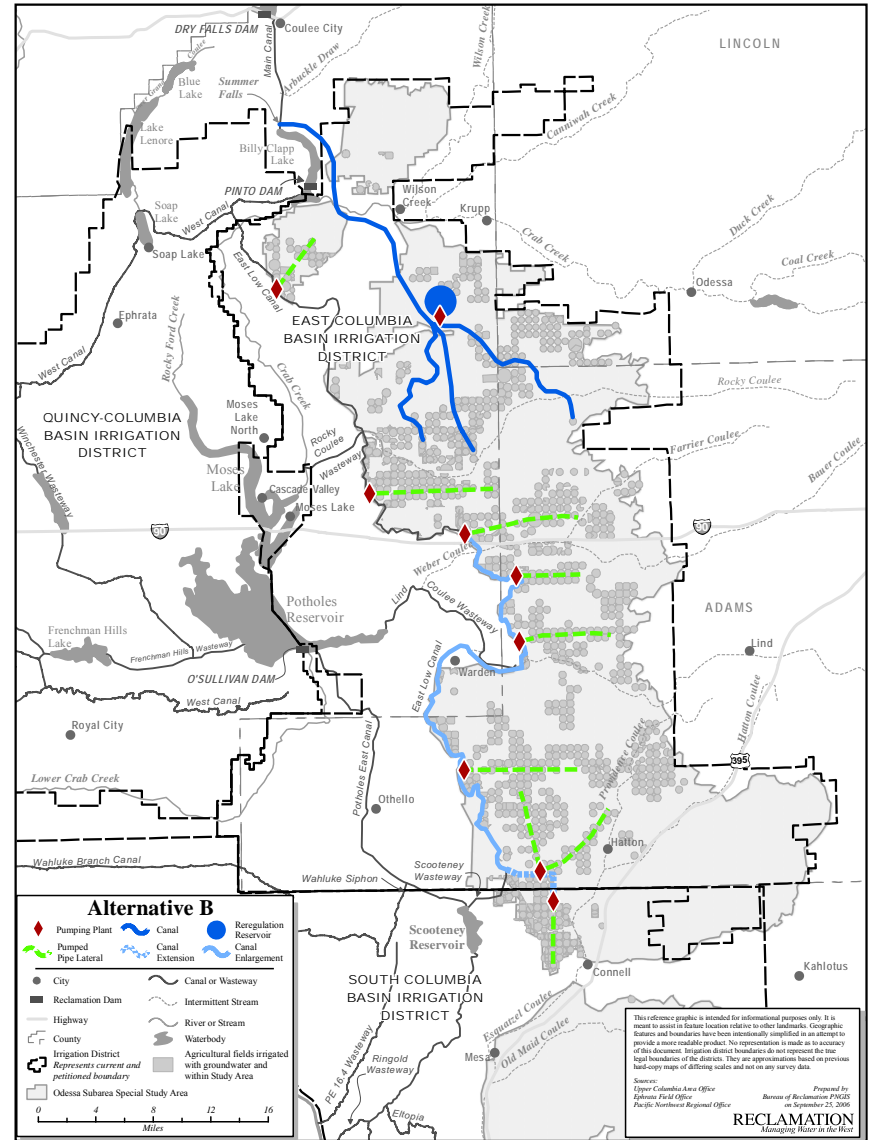 DRY FALLS DAM
Coulee City
Main Canal
Arbuckle Draw
Wilson Creek
LINCOLN
Coulee
Blue
Lake
Summer
Falls
Canniwah Creek
Lake
Lenore
Billy Clapp
Lake
PINTO DAM
Wilson
Creek
Krupp
Duck Creek
Soap
Lake
West Canal
Crab Creek
Soap Lake
East Low Canal
Coal Creek
Odessa
Ephrata
Rocky Ford Creek
EAST COLUMBIA
BASIN IRRIGATION
DISTRICT
West Canal
Crab Creek
Rocky Coulee
QUINCY-COLUMBIA
BASIN IRRIGATION
DISTRICT
Moses
Lake
North
Rocky
Coulee
Wasteway
Farrier Coulee
Bauer Coulee
Winchester Wasteway
Moses
Lake
Cascade Valley
Moses Lake
90
90
Weber Coulee
Lind
Coulee Wasteway
Potholes
Reservoir
ADAMS
Frenchman Hills
Lake
Frenchman Hills
Wasteway
Lind
O'SULLIVAN DAM
East Low Canal
Warden
West Canal
Royal City
Hatton Coulee
Potholes East Canal
Providence Coulee
395
Lower Crab Creek
Othello
Hatton
Wahluke Branch Canal
Wahluke Siphon
Scooteney
Wasteway
Scooteney
Reservoir
Connell
Kahlotus
SOUTH COLUMBIA
BASIN IRRIGATION
DISTRICT
Esquatzel Coulee
Old Maid Coulee
Mesa
PE 16.4 Wasteway
Ringold
Wasteway
Eltopia
Alternative B
Pumping Plant
Canal
Reregulation
Reservoir
Pumped
Pipe Lateral
Canal
Extension
Canal
Enlargement
City
Canal or Wasteway
Reclamation Dam
Intermittent Stream
Highway
River or Stream
County
Waterbody
Irrigation District
Represents current and
petitioned boundary
Agricultural fields irrigated
with groundwater and
within Study Area
Odessa Subarea Special Study Area
0 4 8 12 16
Miles
This reference graphic is intended for informational purposes only. It is
meant to assist in feature location relative to other landmarks. Geographic
features and boundaries have been intentionally simplified in an attempt to
provide a more readable product. No representation is made as to accuracy
of this document. Irrigation district boundaries do not represent the true
legal boundaries of the districts. They are approximations based on previous
hard-copy maps of differing scales and not on any survey data.
Sources:
Upper Columbia Area Office
Ephrata Field Office
Pacific Northwest Regional Office
Prepared by
Bureau of Reclamation PNGIS
on September 25, 2006
RECLAMATION
Managing Water in the West